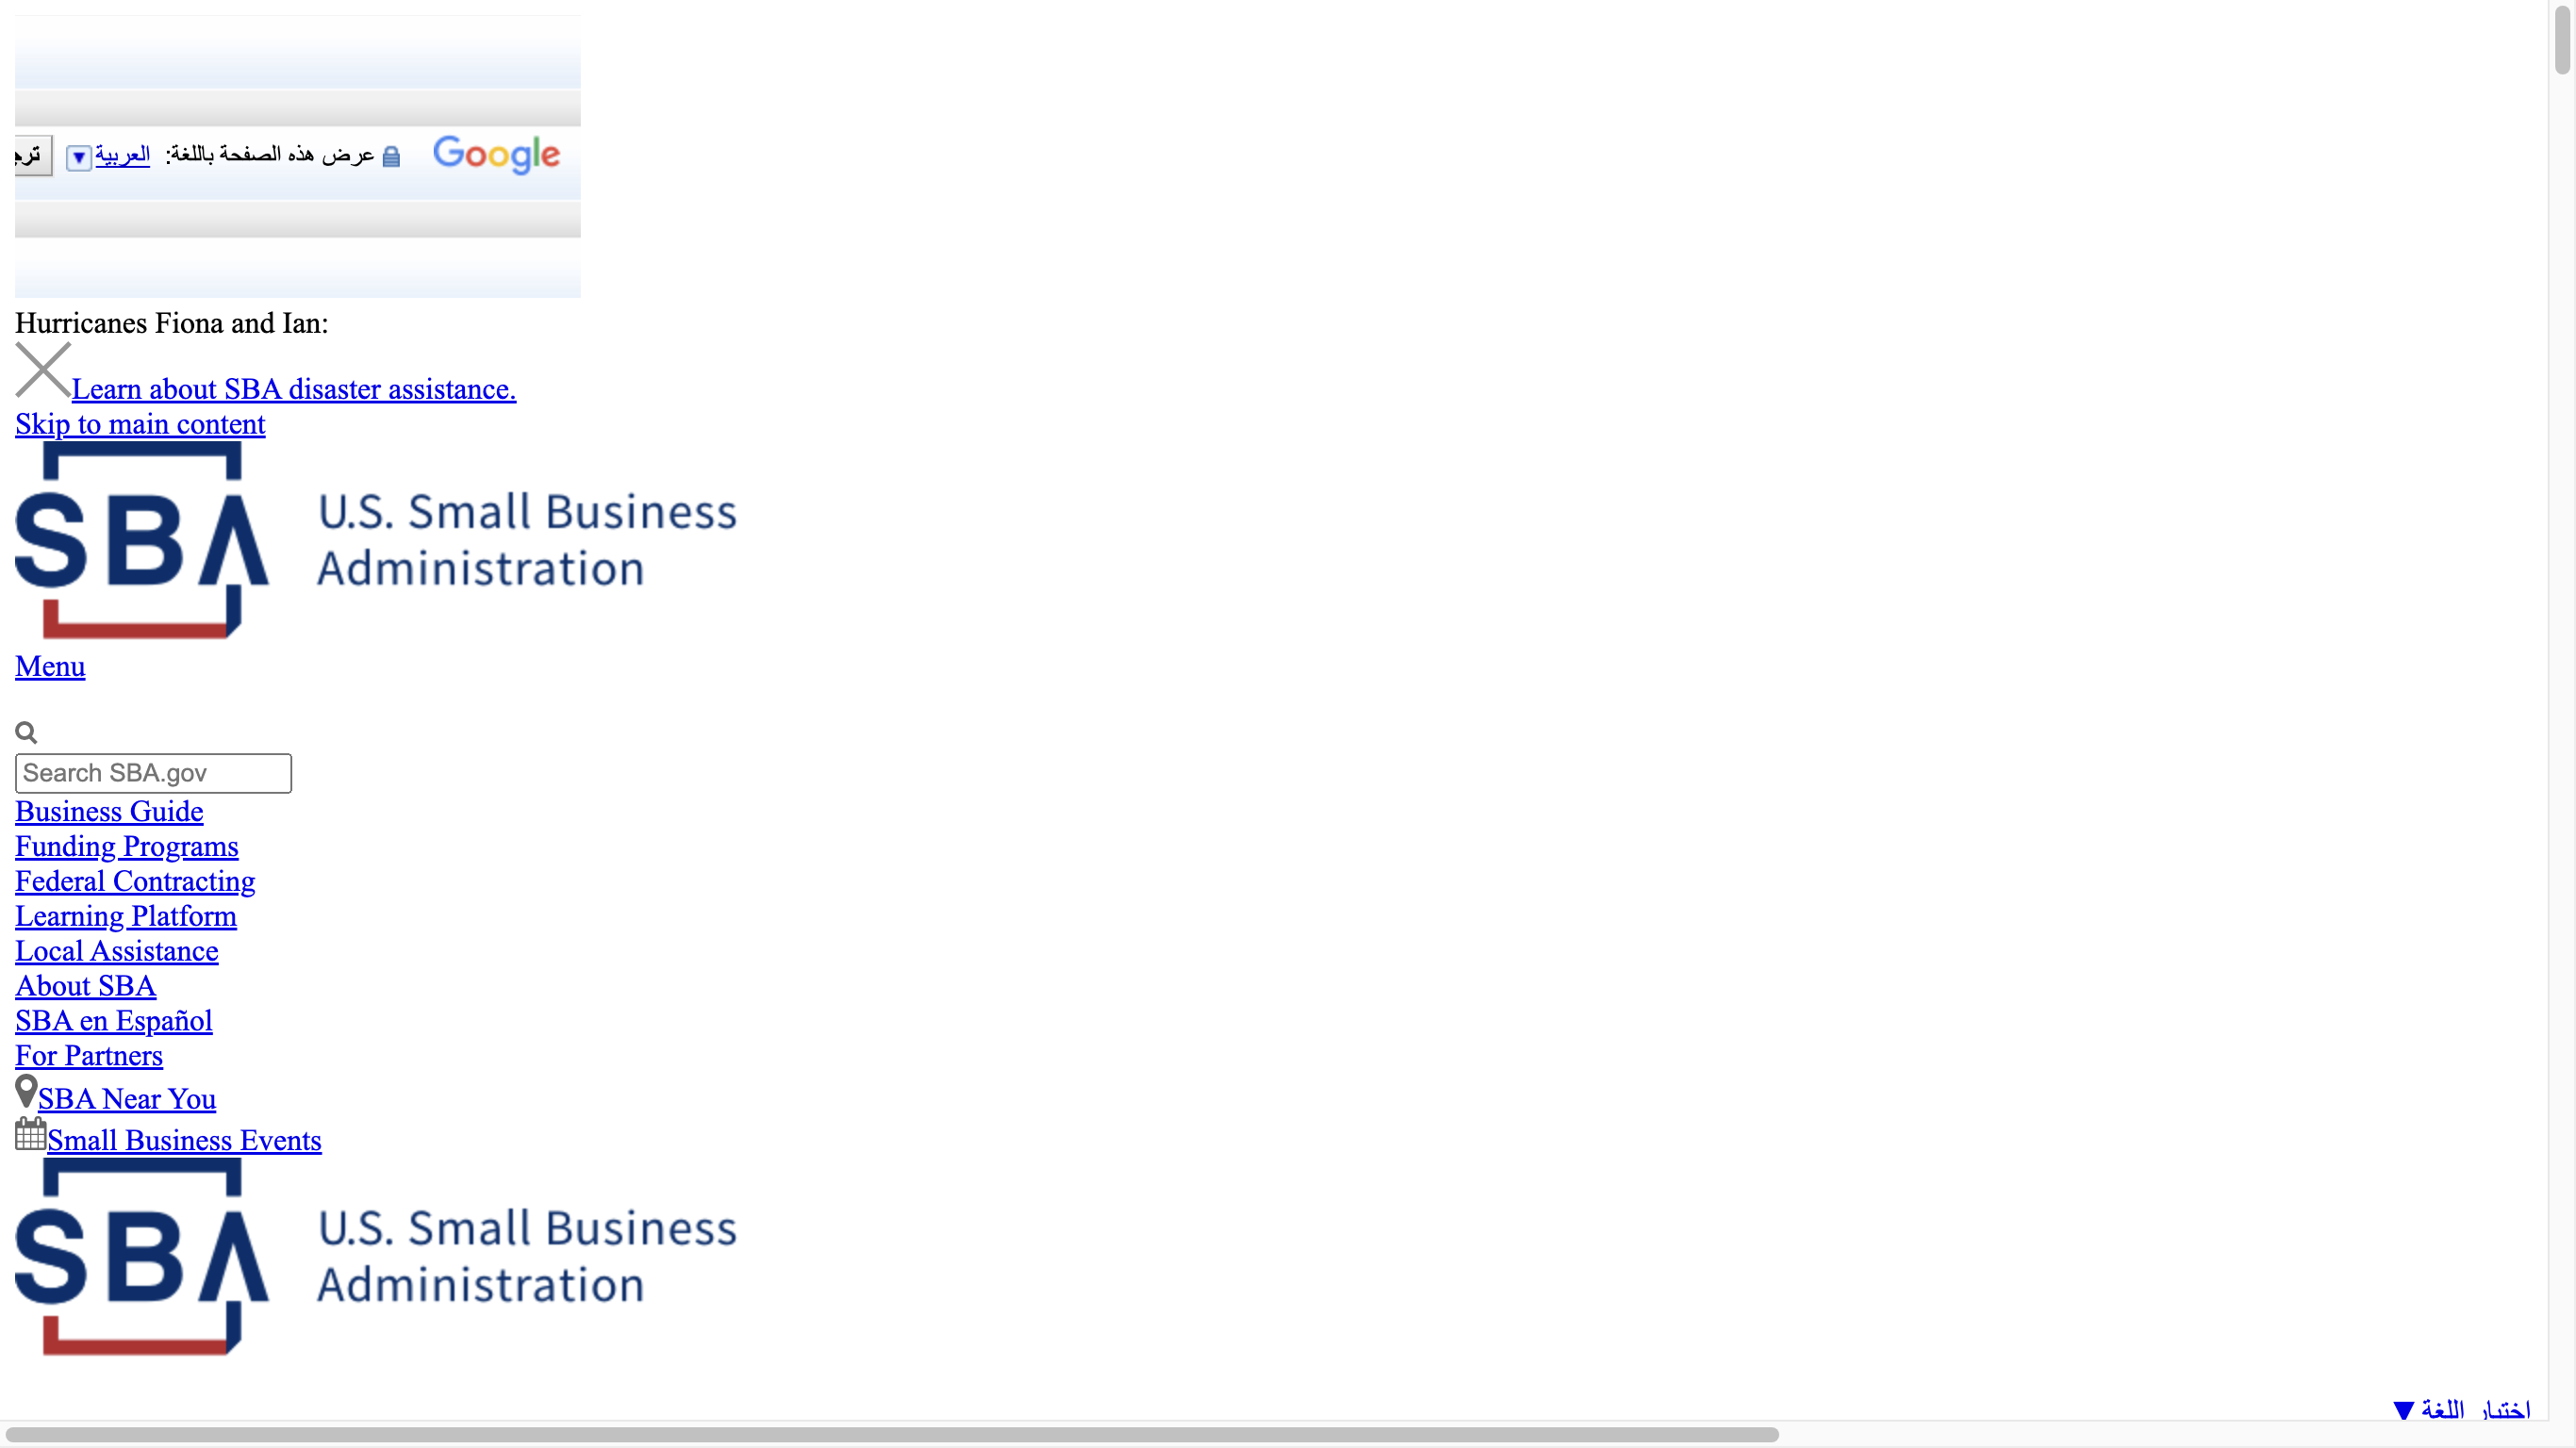 Google عرض هذه الصفحة باللغة: العربية
Hurricanes Fiona and Ian:
Learn about SBA disaster assistance.
Skip to main content
SBA U.S. Small Business
Administration
Menu
Search SBA.gov
Business Guide
Funding Programs
Federal Contracting
Learning Platform
Local Assistance
About SBA
SBA en Español
For Partners
SBA Near You
Small Business Events
SBA U.S. Small Business
Administration
اختيار اللغة ▼